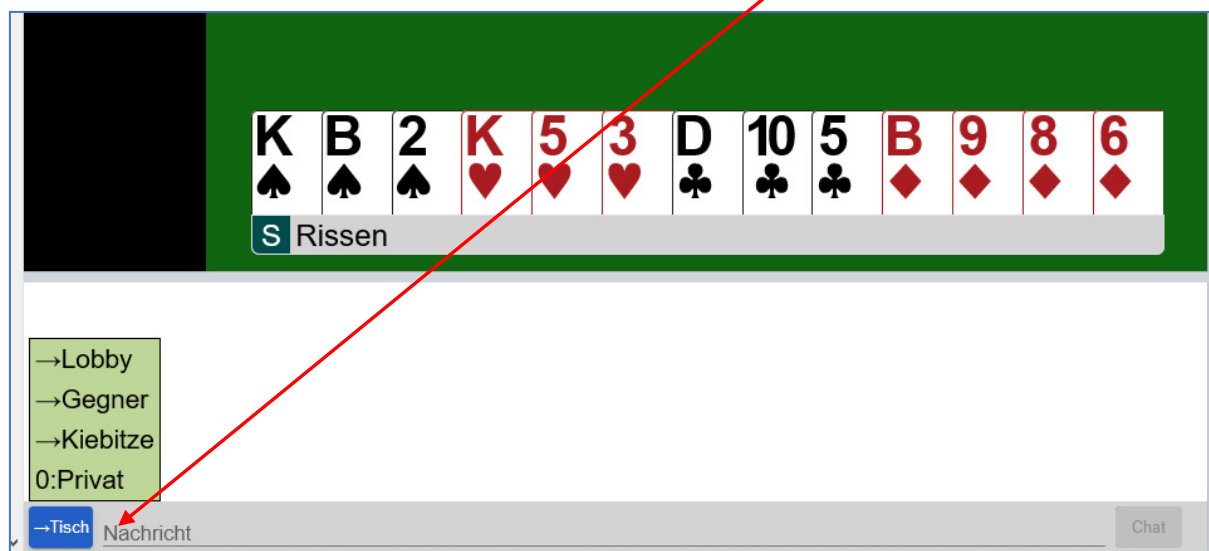 K B 2 K 5 3 D 10 5 B 9 8 6
♠ ♠ ♠ ♥ ♥ ♥ ♣ ♣ ♣ ♦ ♦ ♦ ♦
S Rissen
→Lobby
→Gegner
→Kiebitze
0:Privat
→Tisch Nachricht Chat